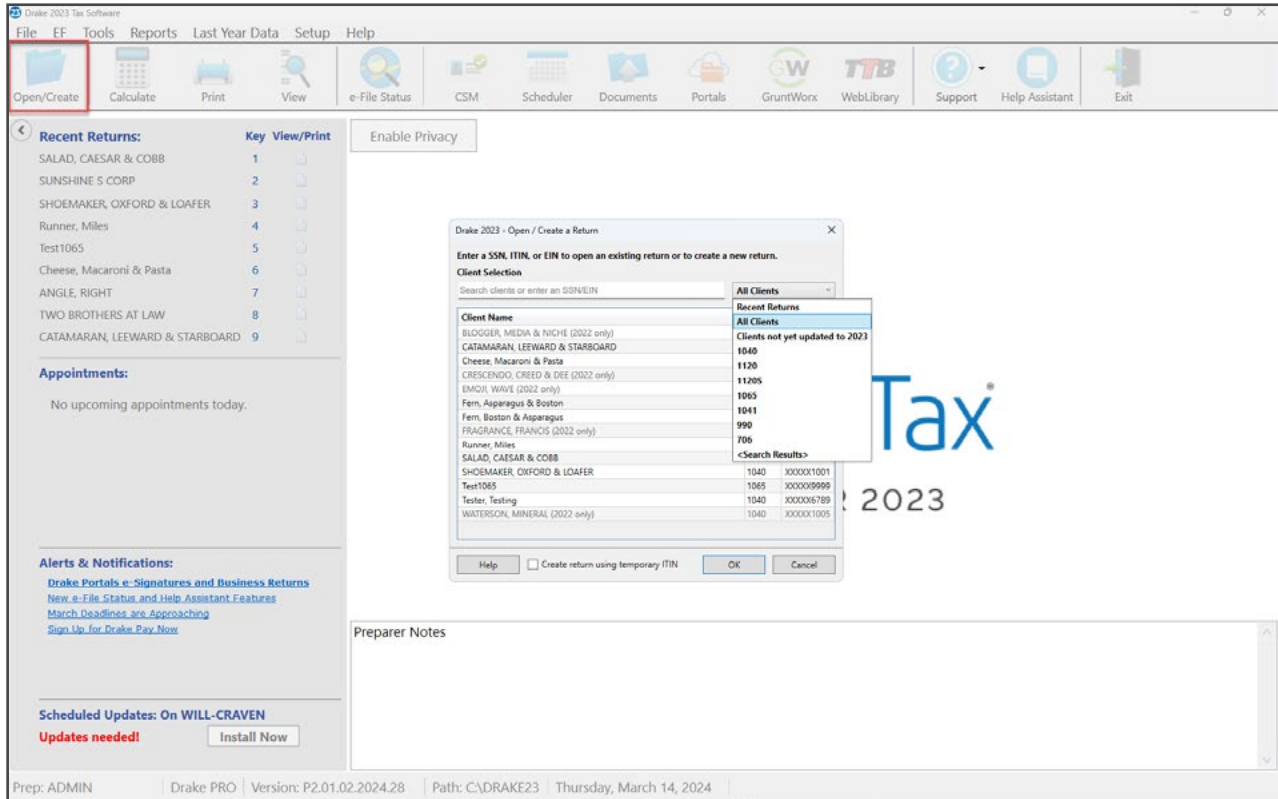 Drake 2023 Tax Software
File EF Tools Reports Last Year Data Setup Help
Open/Create Calculate Print View e-File Status CSM Scheduler Documents Portals GruntWorx WebLibrary Support Help Assistant Exit
GW
TTB
Recent Returns: Key View/Print
SALAD, CAESAR & COBB 1
SUNSHINE S CORP 2
SHOEMAKER, OXFORD & LOAFER 3
Runner, Miles 4
Test1065 5
Cheese, Macaroni & Pasta 6
ANGLE, RIGHT 7
TWO BROTHERS AT LAW 8
CATAMARAN, LEEWARD & STARBOARD 9
Appointments:
No upcoming appointments today.
Alerts & Notifications:
Drake Portals e-Signatures and Business Returns
New e-File Status and Help Assistant Features
March Deadlines are Approaching
Sign Up for Drake Pay Now
Scheduled Updates: On WILL-CRAVEN
Updates needed! Install Now
Enable Privacy
Drake 2023 - Open / Create a Return
Enter a SSN, ITIN, or EIN to open an existing return or to create a new return.
Client Selection
Search clients or enter an SSN/EIN All Clients
Recent Returns
All Clients
Clients not yet updated to 2023
1040
1120
1120S
1065
1041
990
706
<Search Results>
Client Name
BLOGGER, MEDIA & NICHE (2022 only)
CATAMARAN, LEEWARD & STARBOARD
Cheese, Macaroni & Pasta
CRESCENDO, CREED & DEE (2022 only)
EMOJI, WAVE (2022 only)
Fern, Asparagus & Boston
Fern, Boston & Asparagus
FRAGRANCE, FRANCIS (2022 only)
Runner, Miles
SALAD, CAESAR & COBB
SHOEMAKER, OXFORD & LOAFER 1040 XXXXX1001
Test1065 1065 XXXXX9999
Tester, Testing 1040 XXXXX6789
WATERSON, MINERAL (2022 only) 1040 XXXXX1005
Help Create return using temporary ITIN OK Cancel
Tax
2023
Preparer Notes
Prep: ADMIN Drake PRO Version: P2.01.02.2024.28 Path: C:\DRAKE23 Thursday, March 14, 2024